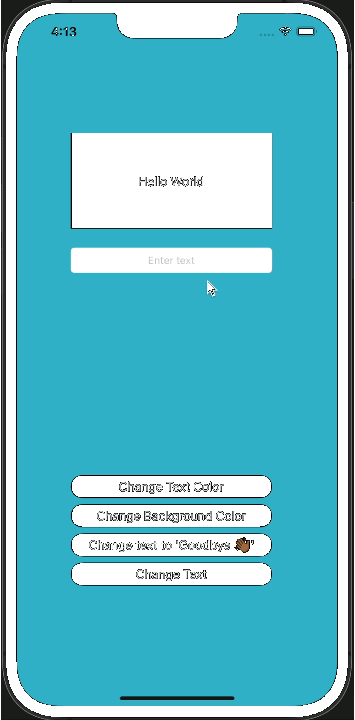 4:13
Hello World
Enter text
Change Text Color
Change Background Color
Change text to 'Goodbye 👋🏾'
Change Text